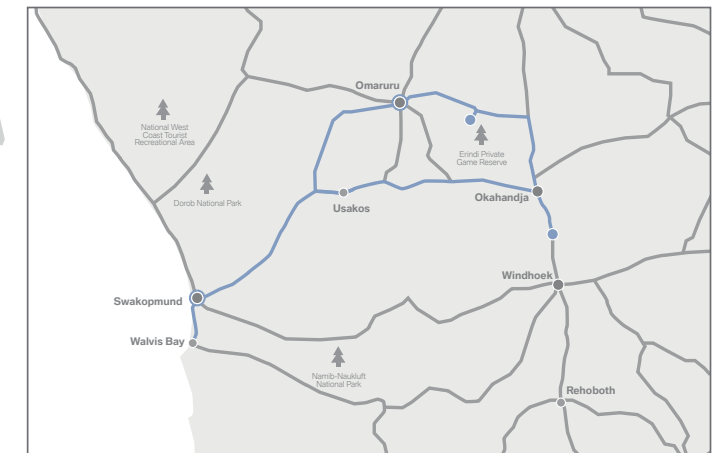 Omaruru
National West
Coast Tourist
Recreational Area
Erindi Private
Game Reserve
Dorob National Park
Usakos
Okahandja
Windhoek
Swakopmund
Walvis Bay
Namib-Naukluft
National Park
Rehoboth